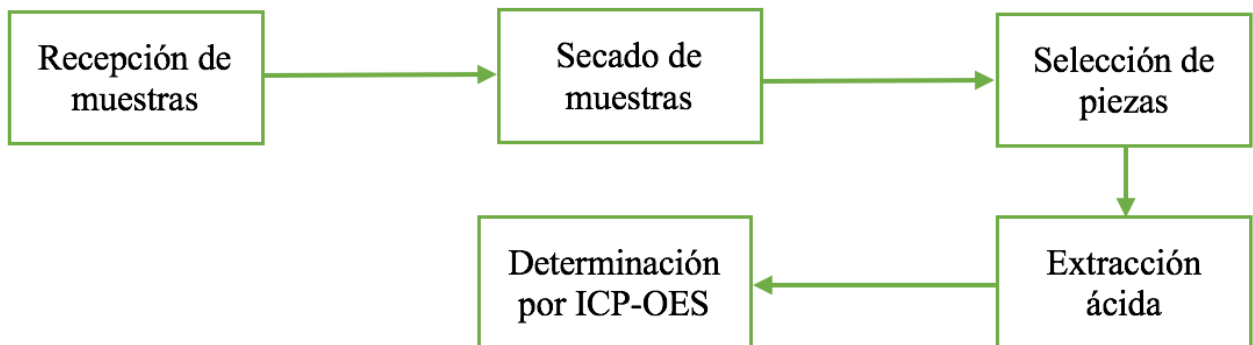 Recepción de
muestras
Secado de
muestras
Selección de
piezas
Extracción
ácida
Determinación
por ICP-OES